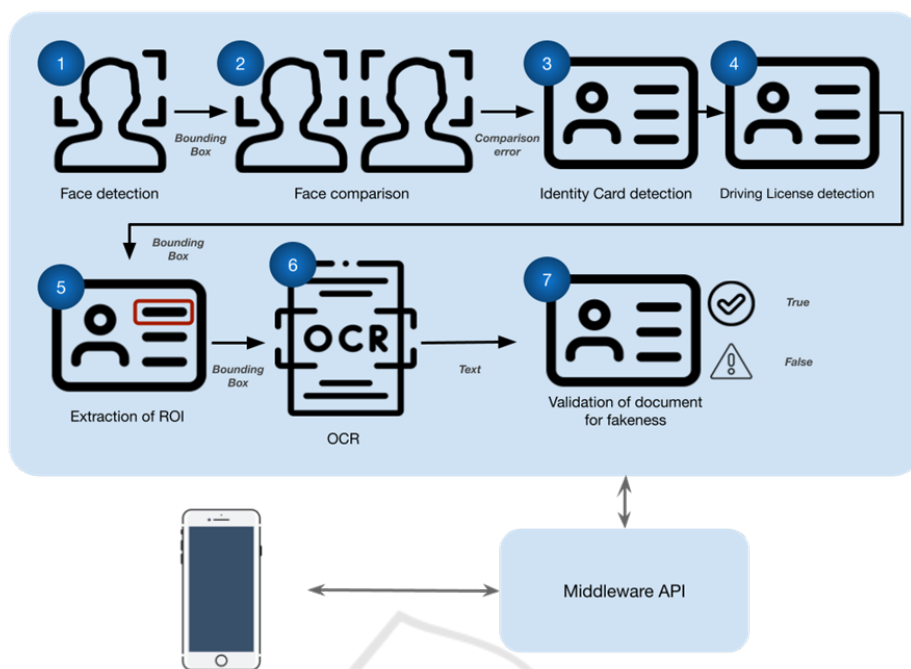 1
2
3
4
Bounding
Box
Comparison
error
Face detection
Face comparison
Identity Card detection
Driving License detection
Bounding
Box
5
6
7
OCR
True
Bounding
Box
Text
False
Extraction of ROI
OCR
Validation of document
for fakeness
Middleware API